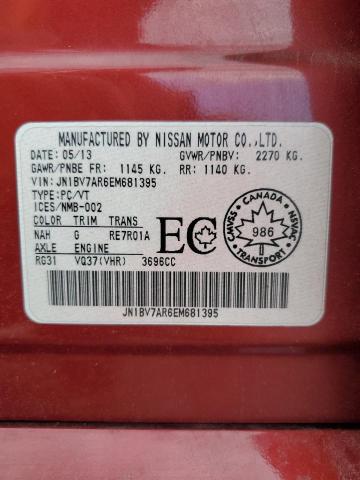 MANUFACTURED BY NISSAN MOTOR CO.,LTD.
DATE: 05/13 GVWR/PNBV: 2270 KG.
GAWR/PNBE FR: 1145 KG. RR: 1140 KG.
VIN: JN1BV7AR6EM681395
TYPE:PC/VT
ICES/NMB-002
COLOR TRIM TRANS
NAH G RE7R01A
AXLE ENGINE
RG31 VQ37(VHR) 3696CC
EC
CANADA
CMVSS NSVAC
986
TRANSPORT
JN1BV7AR6EM681395